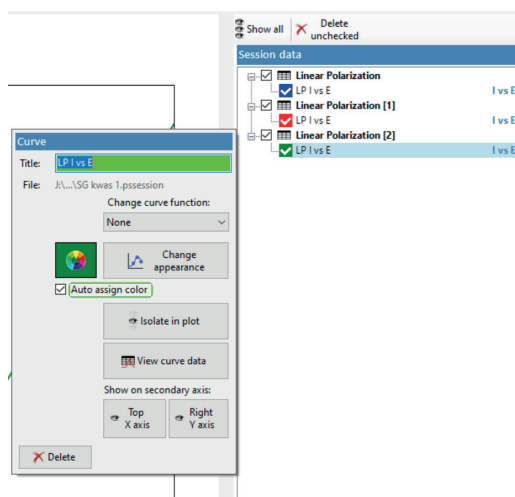 Show all
Delete
unchecked
Session data
Linear Polarization
LP I vs E I vs E
Linear Polarization [1]
LP I vs E I vs E
Linear Polarization [2]
LP I vs E I vs E
Curve
Title: LP I vs E
File: J:\...\SG kwas 1.pssession
Change curve function:
None
Change
appearance
Auto assign color
Isolate in plot
View curve data
Show on secondary axis:
Top
X axis
Right
Y axis
Delete